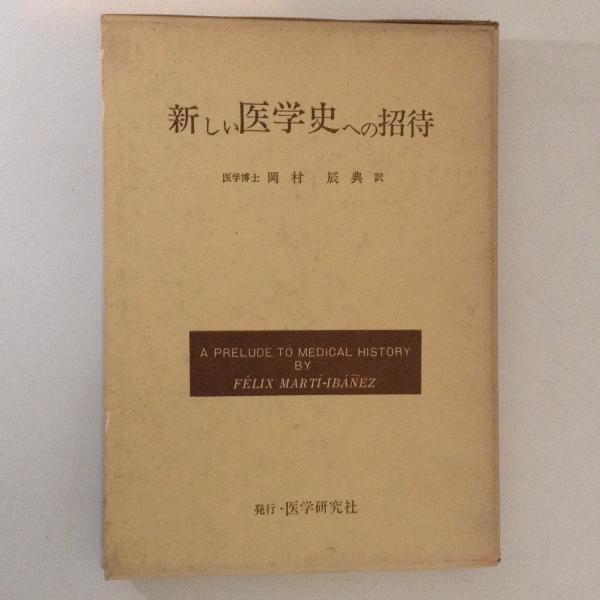 新しい医学史への招待
医学博士 岡村 辰典 訳
A PRELUDE TO MEDICAL HISTORY
BY
FÉLIX MARTÍ-IBÁÑEZ
発行・医学研究社